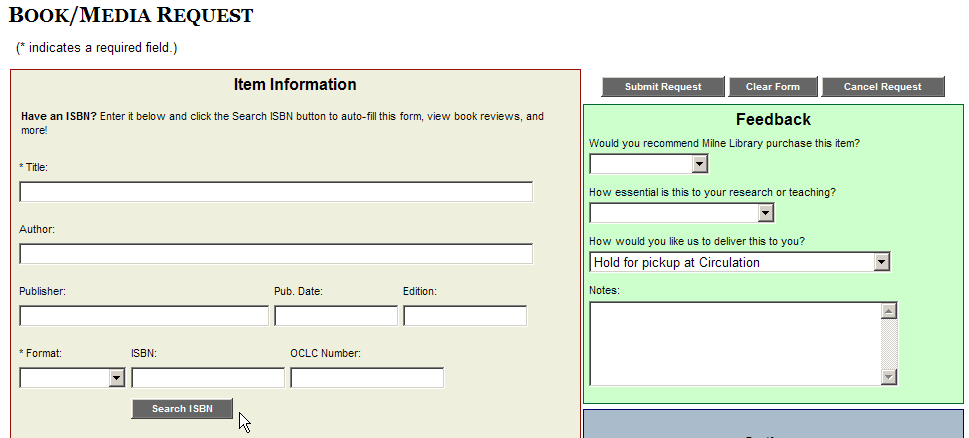 BOOK/MEDIA REQUEST
(* indicates a required field.)
Item Information
Have an ISBN? Enter it below and click the Search ISBN button to auto-fill this form, view book reviews, and
more!
* Title:
Author:
Publisher: Pub. Date: Edition:
* Format: ISBN: OCLC Number:
Search ISBN
Submit Request Clear Form Cancel Request
Feedback
Would you recommend Milne Library purchase this item?
How essential is this to your research or teaching?
How would you like us to deliver this to you?
Hold for pickup at Circulation
Notes: